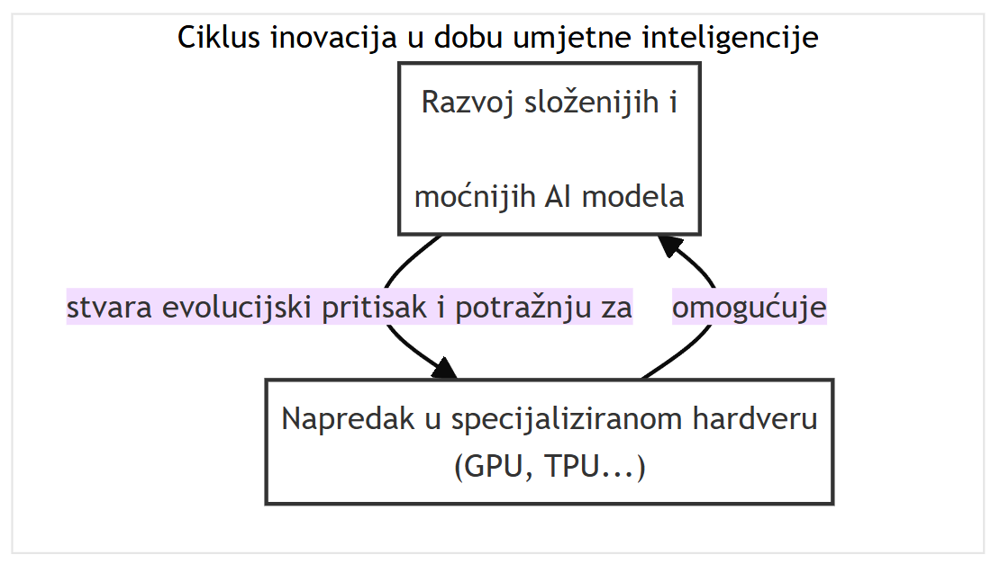 Ciklus inovacija u dobu umjetne inteligencije
Razvoj složenijih i
moćnijih AI modela
stvara evolucijski pritisak i potražnju za
omogućuje
Napredak u specijaliziranom hardveru
(GPU, TPU...)